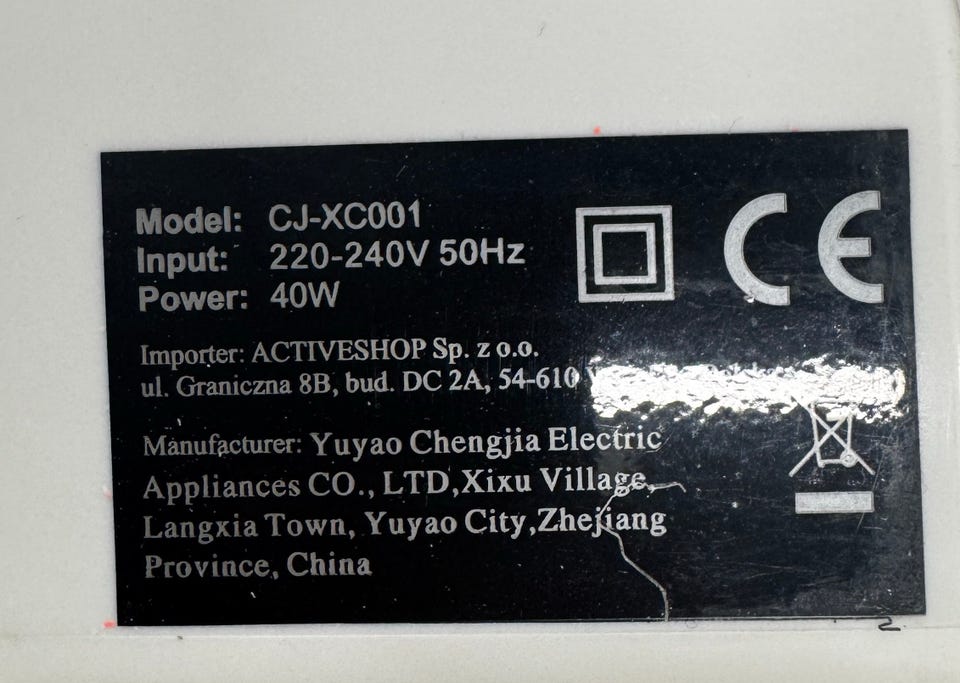 Model: CJ-XC001
Input: 220-240V 50Hz
Power: 40W
CE
Importer: ACTIVESHOP Sp. z o.o.
ul. Graniczna 8B, bud. DC 2A, 54-610
Manufacturer: Yuyao Chengjia Electric
Appliances CO., LTD,Xixu Village,
Langxia Town, Yuyao City,Zhejiang
Province, China
2